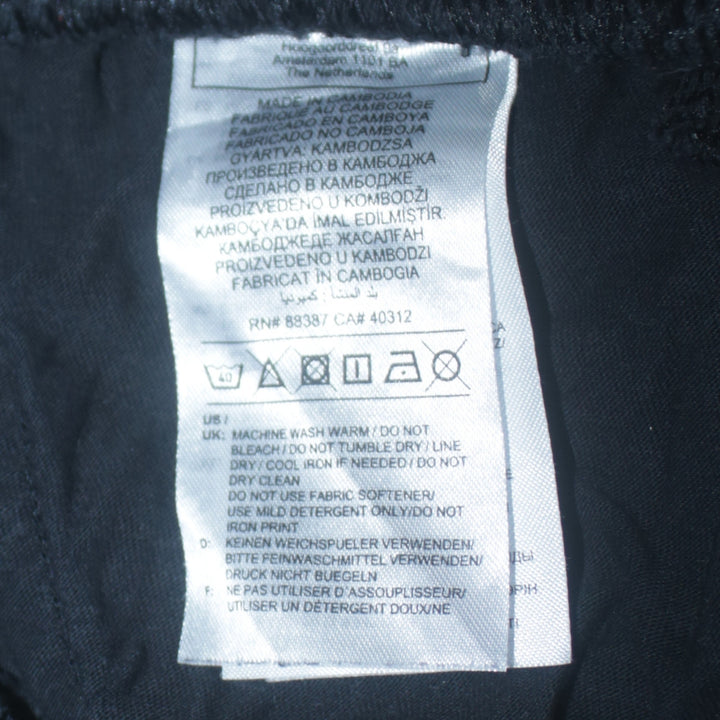 Hoogoorddreef 9a
Amsterdam 1101 BA
The Netherlands
MADE IN CAMBODIA
FABRIQUE AU CAMBODGE
FABRICADO EN CAMBOYA
FABRICADO NO CAMBOJA
GYÁRTVA: KAMBODZSA
ПРОИЗВЕДЕНО В КАМБОДЖА
СДЕЛАНО В КАМБОДЖЕ
PROIZVEDENO U KOMBODŽI
KAMBOÇYA'DA İMAL EDİLMİŞTİR
КАМБОДЖЕДЕ ЖАСАЛҒАН
PROIZVEDENO U KAMBODZI
FABRICAT ÎN CAMBOGIA
بلد المنشأ: كمبوديا
RN# 88387 CA# 40312
40
US /
UK: MACHINE WASH WARM / DO NOT
BLEACH / DO NOT TUMBLE DRY / LINE
DRY / COOL IRON IF NEEDED / DO NOT
DRY CLEAN
DO NOT USE FABRIC SOFTENER/
USE MILD DETERGENT ONLY/DO NOT
IRON PRINT
D: KEINEN WEICHSPUELER VERWENDEN/
BITTE FEINWASCHMITTEL VERWENDEN/
DRUCK NICHT BUEGELN
F: NE PAS UTILISER D'ASSOUPLISSEUR/
UTILISER UN DÉTERGENT DOUX/NE